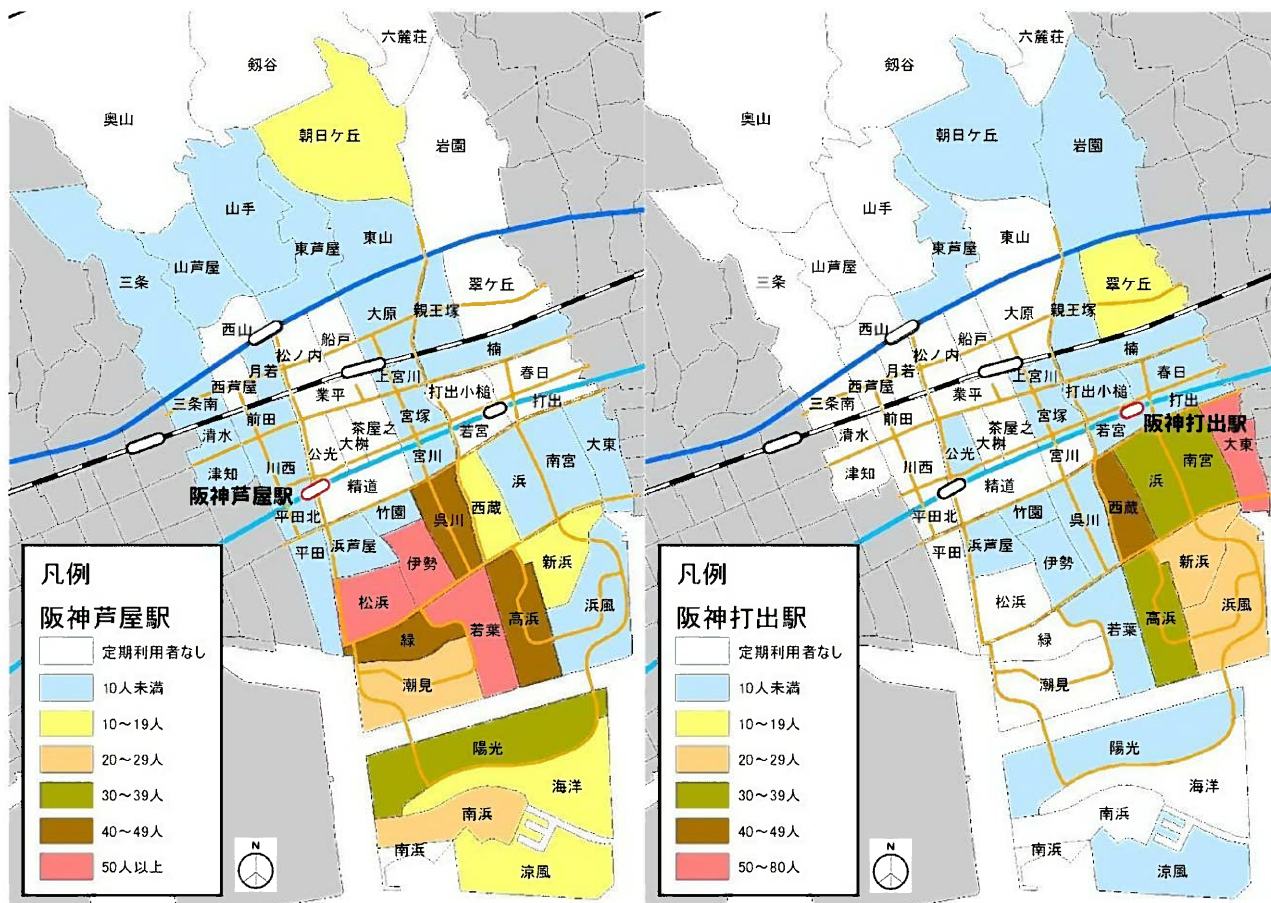 六麓荘
剱谷
奥山
朝日ケ丘
岩園
山手
東芦屋
東山
山芦屋
三条
翠ケ丘
西山
大原
親王塚
船戸
松ノ内
楠
月若
上宮川
春日
西芦屋
業平
打出小槌
三条南
前田
宮塚
打出
清水
茶屋之
若宮
大東
津知
川西
公光
大桝
宮川
南宮
阪神芦屋駅
精道
浜
平田北
竹園
呉川
西蔵
平田
浜芦屋
伊勢
新浜
松浜
高浜
浜風
緑
若葉
潮見
陽光
海洋
南浜
南浜
涼風
凡例
阪神芦屋駅
定期利用者なし
10人未満
10~19人
20~29人
30~39人
40~49人
50人以上
N
六麓荘
剱谷
奥山
朝日ケ丘
岩園
山手
東芦屋
東山
山芦屋
三条
翠ケ丘
西山
大原
親王塚
船戸
松ノ内
楠
月若
上宮川
春日
西芦屋
業平
打出小槌
三条南
前田
宮塚
打出
阪神打出駅
清水
茶屋之
若宮
大東
津知
川西
公光
大桝
宮川
南宮
精道
浜
平田北
竹園
呉川
西蔵
平田
浜芦屋
伊勢
新浜
松浜
高浜
浜風
緑
若葉
潮見
陽光
海洋
南浜
南浜
涼風
凡例
阪神打出駅
定期利用者なし
10人未満
10~19人
20~29人
30~39人
40~49人
50~80人
N